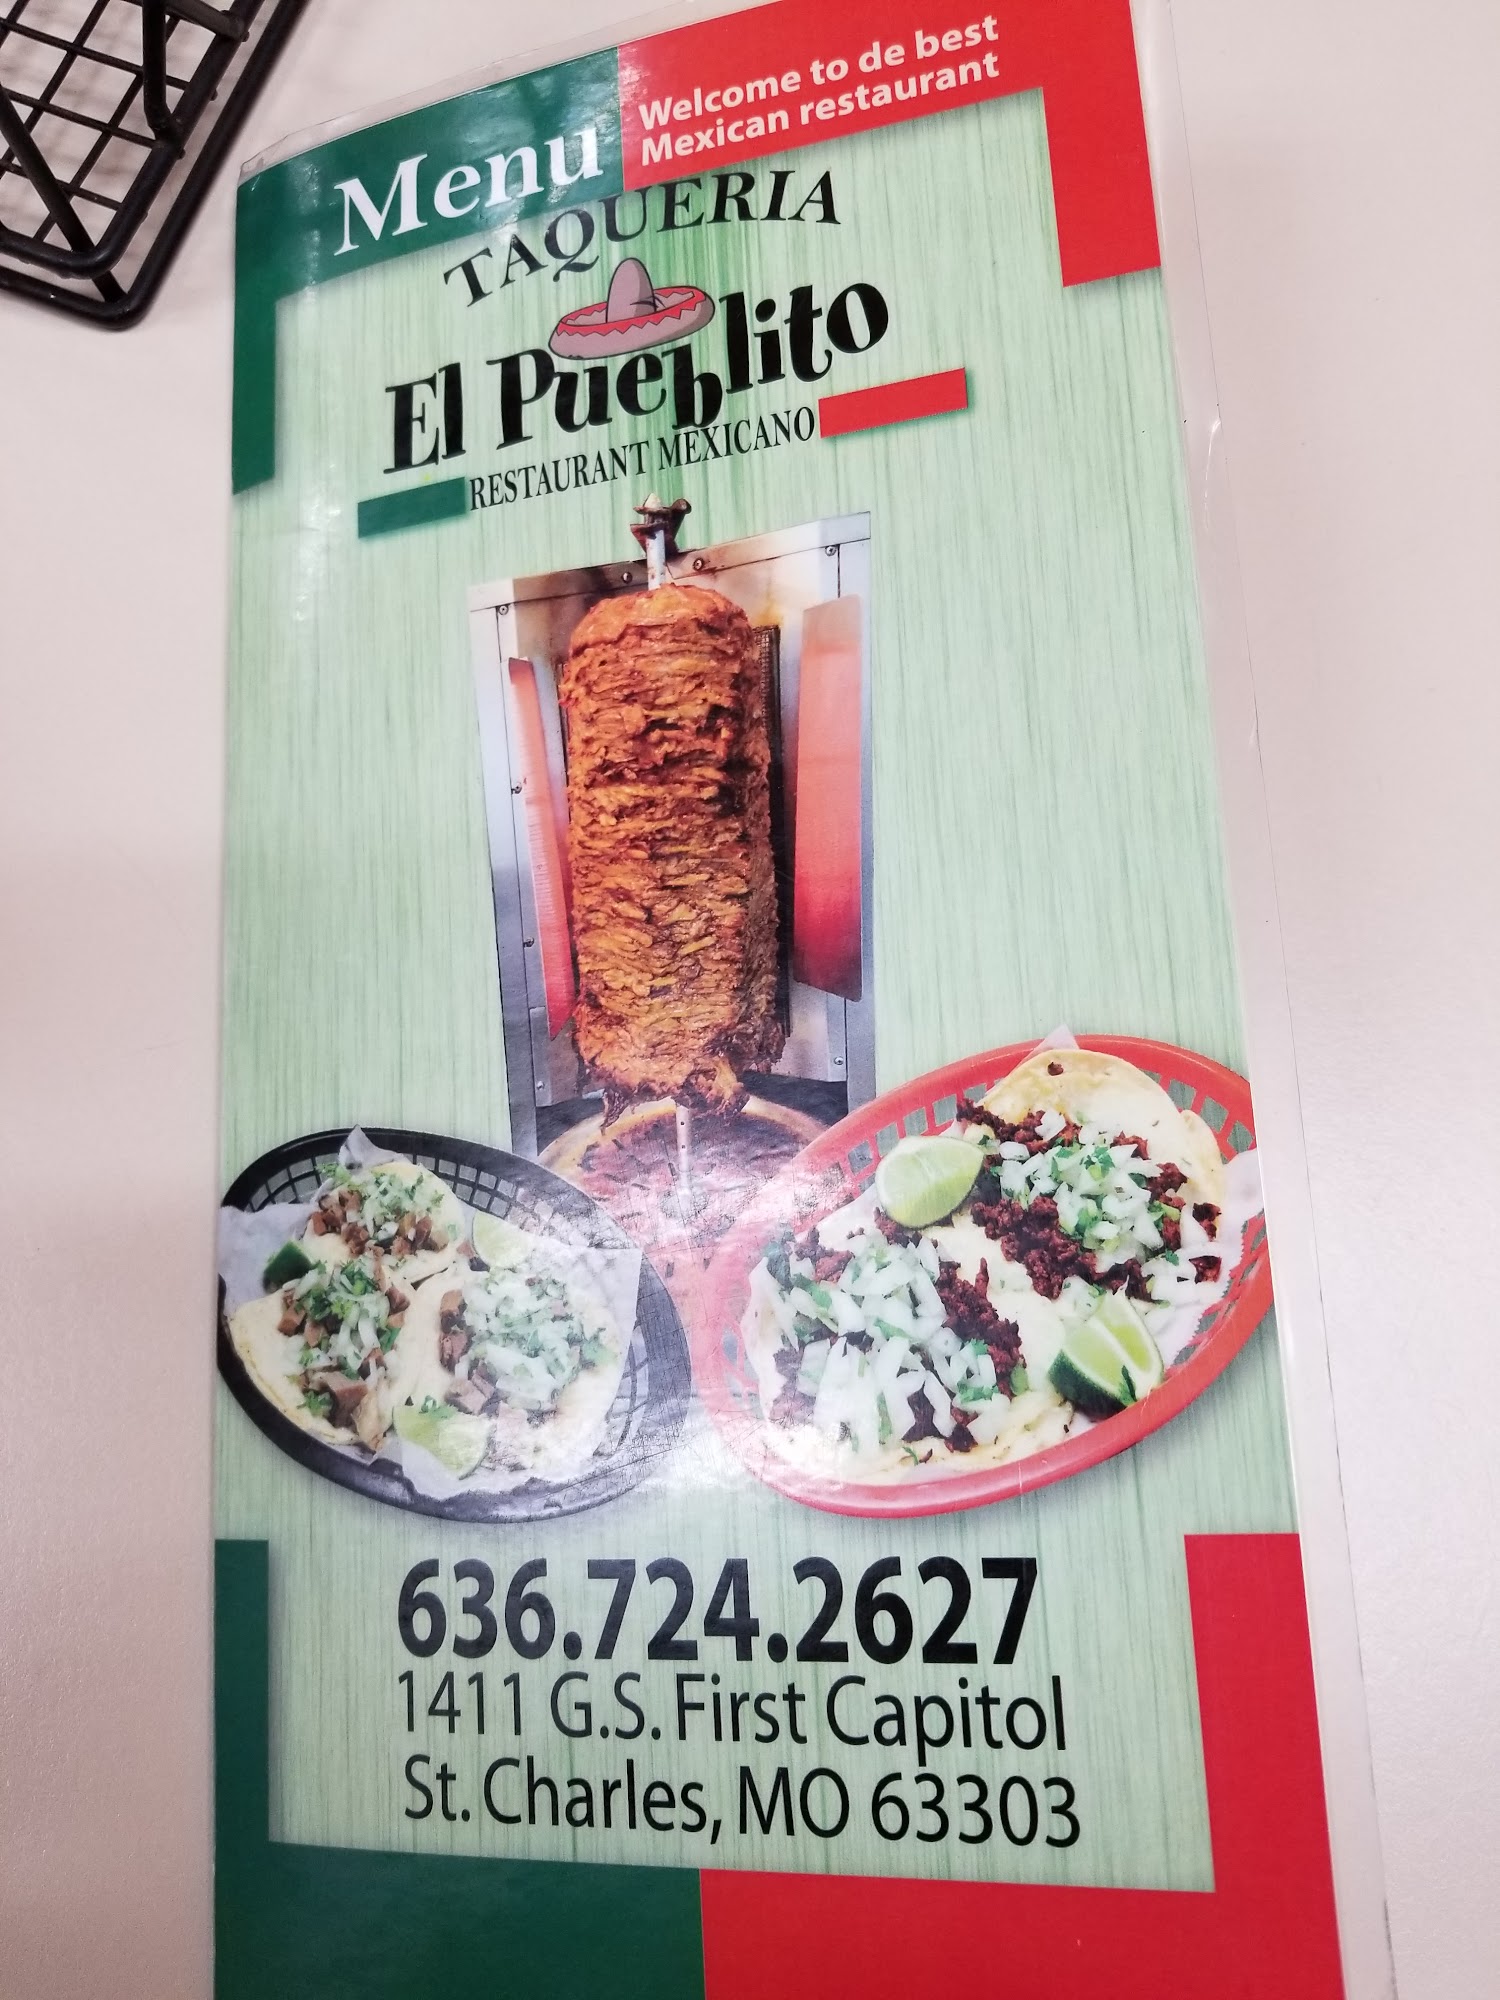 Menu
Welcome to de best
Mexican restaurant
TAQUERIA
El Pueblito
RESTAURANT MEXICANO
636.724.2627
1411 G.S. First Capitol
St. Charles, MO 63303